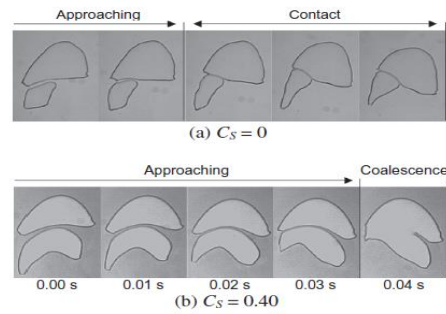 Approaching Contact
(a) C_S = 0
Approaching Coalescence
0.00 s 0.01 s 0.02 s 0.03 s 0.04 s
(b) C_S = 0.40